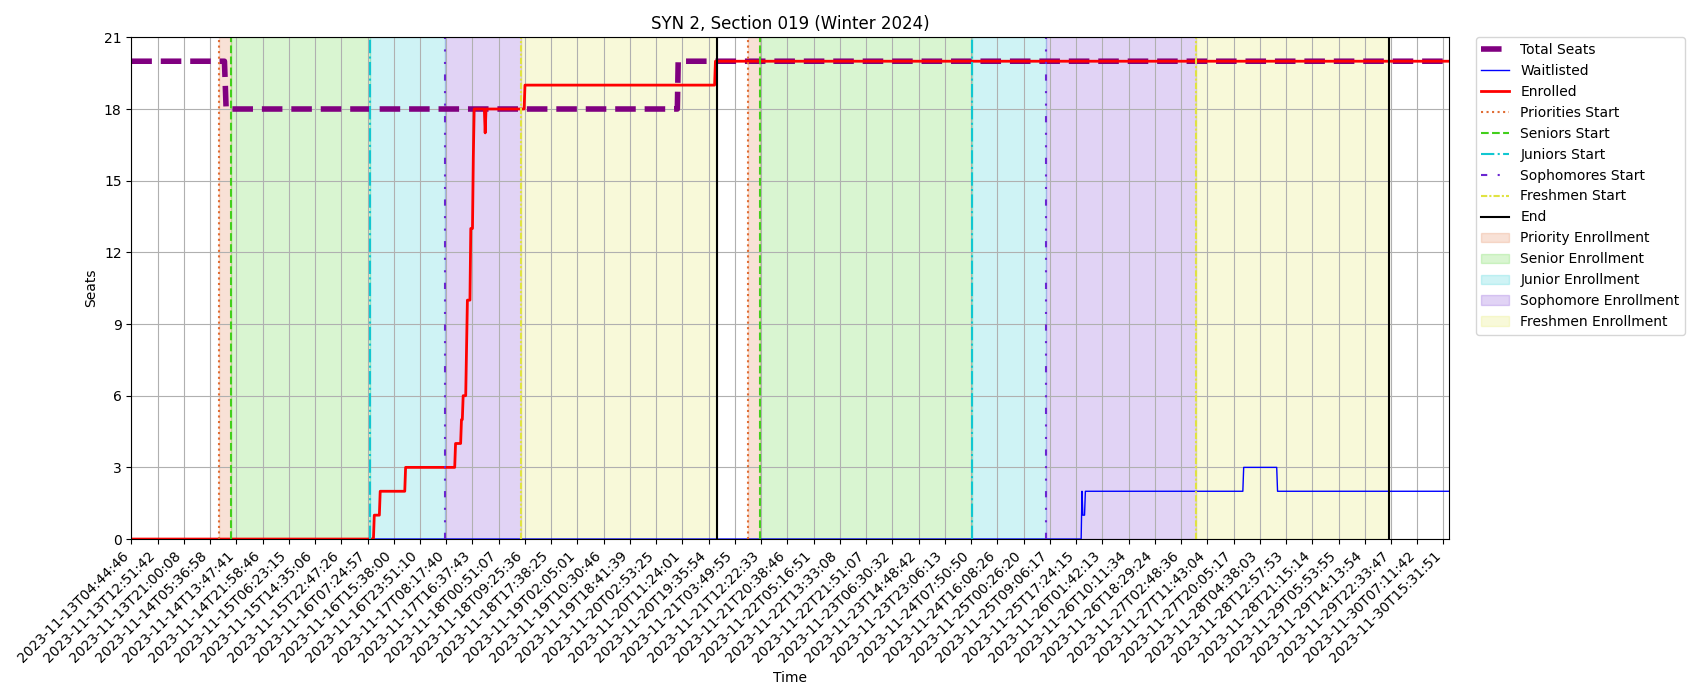 SYN 2, Section 019 (Winter 2024)
21
18
15
12
9
6
3
0
Seats
2023-11-13T04:44:46
2023-11-13T12:51:42
2023-11-13T21:00:08
2023-11-14T05:36:58
2023-11-14T13:47:41
2023-11-14T21:58:46
2023-11-15T06:23:15
2023-11-15T14:35:06
2023-11-15T22:47:26
2023-11-16T07:24:57
2023-11-16T15:38:00
2023-11-16T23:51:10
2023-11-17T08:17:40
2023-11-17T16:37:43
2023-11-18T00:51:07
2023-11-18T09:25:36
2023-11-18T17:38:25
2023-11-19T02:05:01
2023-11-19T10:30:46
2023-11-19T18:41:39
2023-11-20T02:53:25
2023-11-20T11:24:01
2023-11-20T19:35:54
2023-11-21T03:49:55
2023-11-21T12:22:33
2023-11-21T20:38:46
2023-11-22T05:16:51
2023-11-22T13:33:08
2023-11-22T21:51:07
2023-11-23T06:30:32
2023-11-23T14:48:42
2023-11-23T23:06:13
2023-11-24T07:50:50
2023-11-24T16:08:26
2023-11-25T00:26:20
2023-11-25T09:06:17
2023-11-25T17:24:15
2023-11-26T01:42:13
2023-11-26T10:11:34
2023-11-26T18:29:24
2023-11-27T02:48:36
2023-11-27T11:43:04
2023-11-27T20:05:17
2023-11-28T04:38:03
2023-11-28T12:57:53
2023-11-28T21:15:14
2023-11-29T05:53:55
2023-11-29T14:13:54
2023-11-29T22:33:47
2023-11-30T07:11:42
2023-11-30T15:31:51
Time
Total Seats
Waitlisted
Enrolled
Priorities Start
Seniors Start
Juniors Start
Sophomores Start
Freshmen Start
End
Priority Enrollment
Senior Enrollment
Junior Enrollment
Sophomore Enrollment
Freshmen Enrollment